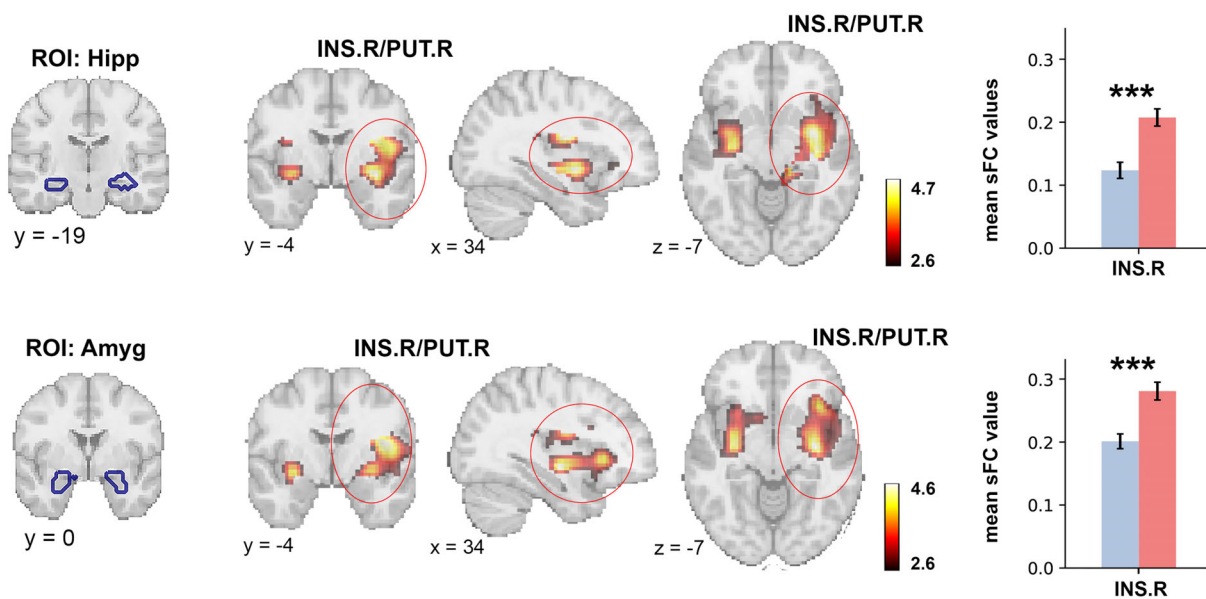 ROI: Hipp
y = -19
INS.R/PUT.R
y = -4
x = 34
INS.R/PUT.R
z = -7
4.7
2.6
mean sFC values
0.3
0.2
0.1
0.0
***
INS.R
ROI: Amyg
y = 0
INS.R/PUT.R
y = -4
x = 34
INS.R/PUT.R
z = -7
4.6
2.6
mean sFC value
0.3
0.2
0.1
0.0
***
INS.R